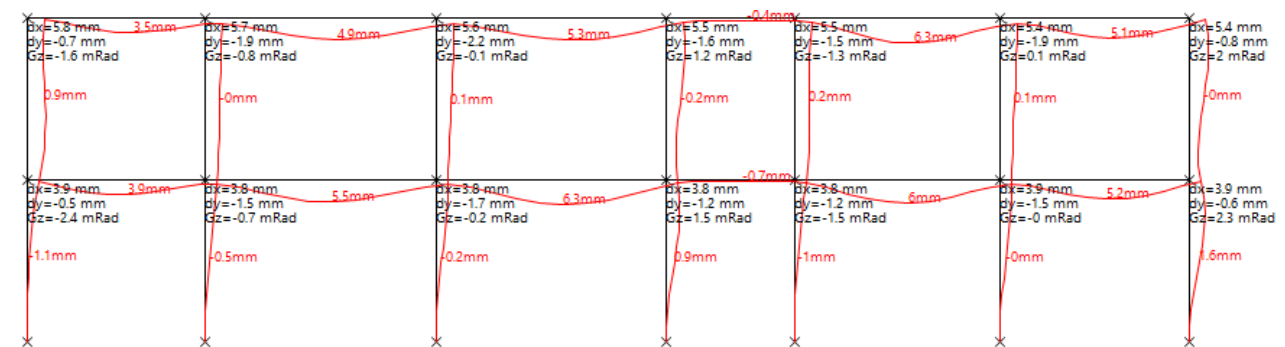 -0.4mm
dx=5.8 mm 3.5mm dx=5.7 mm 4.9mm dx=5.6 mm 5.3mm dx=5.5 mm dx=5.5 mm 6.3mm dx=5.4 mm 5.1mm dx=5.4 mm
dy=-0.7 mm dy=-1.9 mm dy=-2.2 mm dy=-1.6 mm dy=-1.5 mm dy=-1.9 mm dy=-0.8 mm
Gz=-1.6 mRad Gz=-0.8 mRad Gz=-0.1 mRad Gz=1.2 mRad Gz=-1.3 mRad Gz=0.1 mRad Gz=2 mRad
0.9mm -0mm 0.1mm -0.2mm 0.2mm 0.1mm -0mm
-0.7mm
dx=3.9 mm 3.9mm dx=3.8 mm 5.5mm dx=3.8 mm 6.3mm dx=3.8 mm dx=3.8 mm 6mm dx=3.9 mm 5.2mm dx=3.9 mm
dy=-0.5 mm dy=-1.5 mm dy=-1.7 mm dy=-1.2 mm dy=-1.2 mm dy=-1.5 mm dy=-0.6 mm
Gz=-2.4 mRad Gz=-0.7 mRad Gz=-0.2 mRad Gz=1.5 mRad Gz=-1.5 mRad Gz=-0 mRad Gz=2.3 mRad
-1.1mm -0.5mm -0.2mm 0.9mm -1mm -0mm 1.6mm